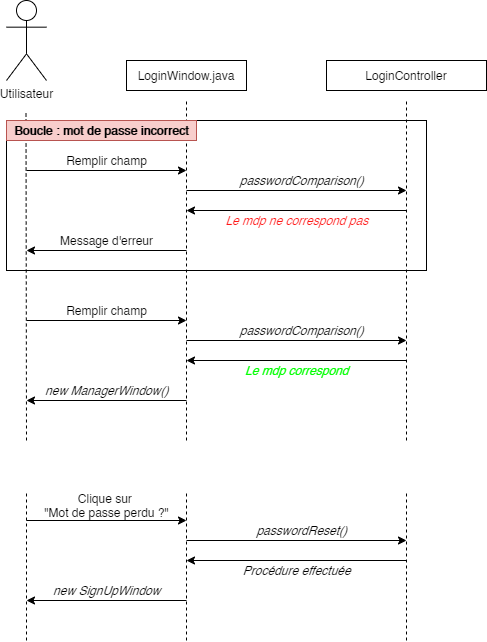 Utilisateur
LoginWindow.java
LoginController
Boucle : mot de passe incorrect
Remplir champ
passwordComparison()
Le mdp ne correspond pas
Message d'erreur
Remplir champ
passwordComparison()
Le mdp correspond
new ManagerWindow()
Clique sur
"Mot de passe perdu ?"
passwordReset()
Procédure effectuée
new SignUpWindow